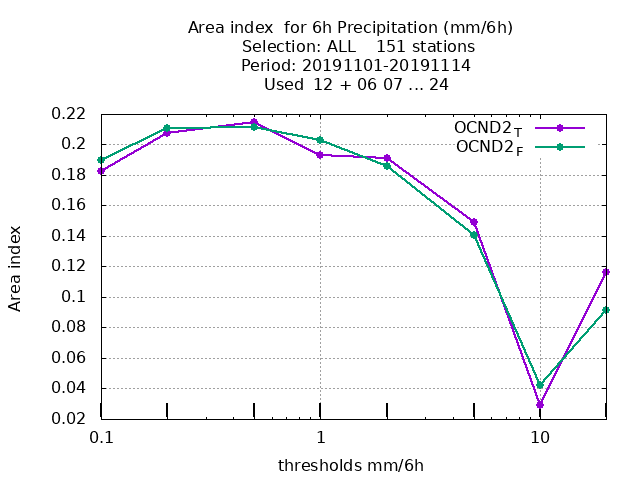 Area index  for 6h Precipitation (mm/6h)
Selection: ALL    151 stations
Period: 20191101-20191114
Used  12 + 06 07 ... 24
OCND2T
OCND2F
0.22
0.2
0.18
0.16
0.14
0.12
0.1
0.08
0.06
0.04
0.02
Area index
0.1
1
10
thresholds mm/6h